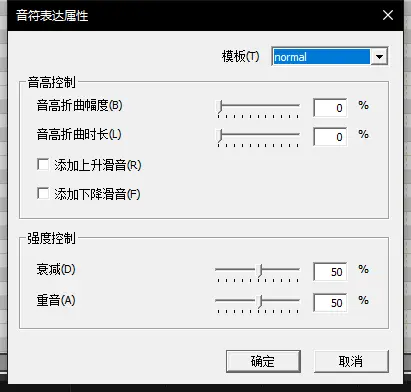 音符表达属性
模板(T) normal
音高控制
音高折曲幅度(B) 0 %
音高折曲时长(L) 0 %
添加上升滑音(R)
添加下降滑音(F)
强度控制
衰减(D) 50 %
重音(A) 50 %
确定 取消